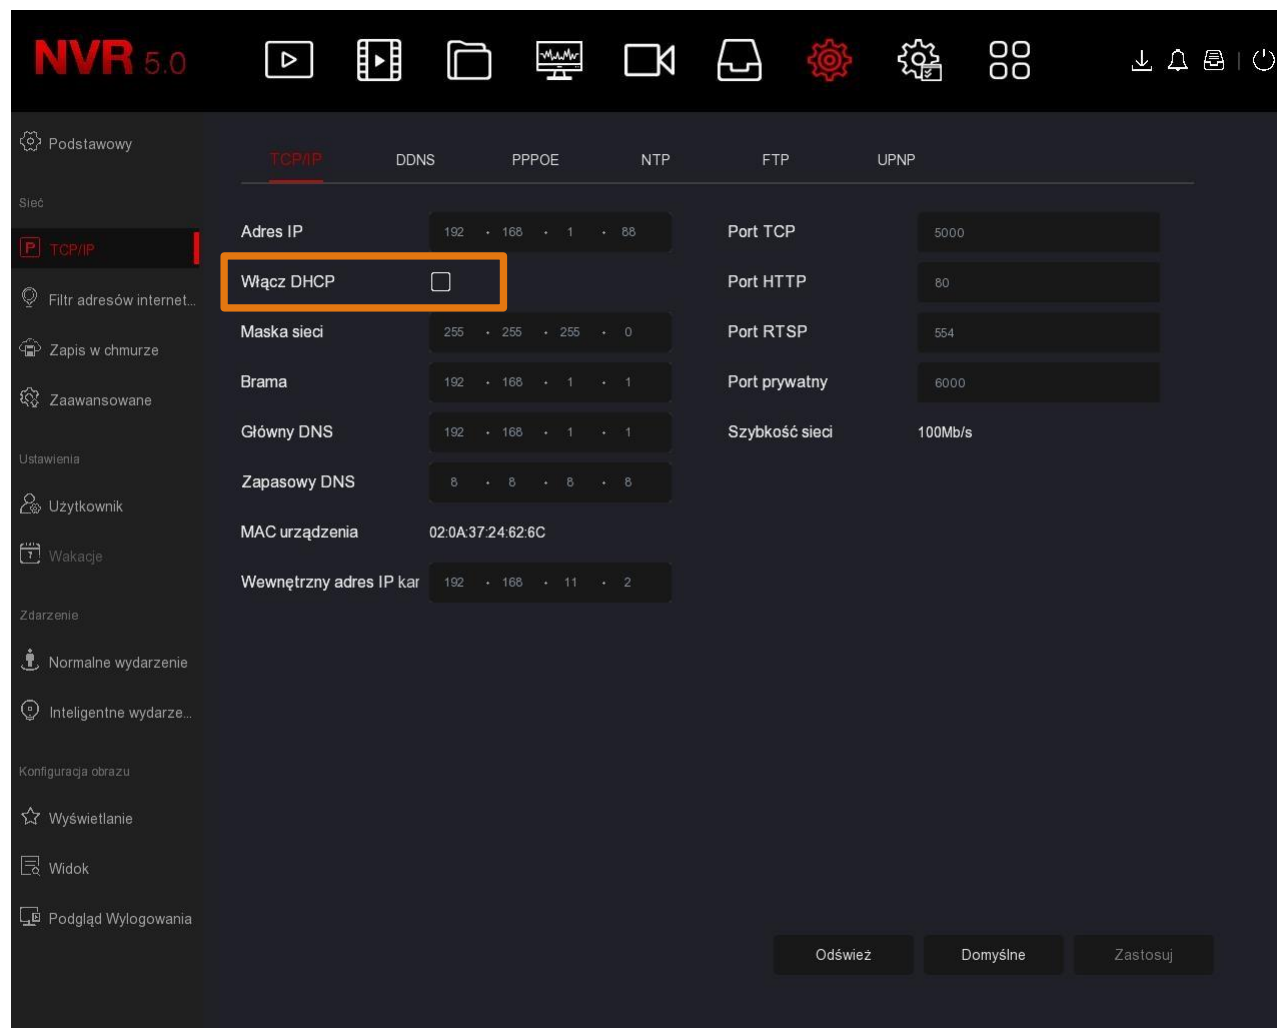 NVR 5.0
Podstawowy
Sieć
TCP/IP
Filtr adresów internet...
Zapis w chmurze
Zaawansowane
Ustawienia
Użytkownik
Wakacje
Zdarzenie
Normalne wydarzenie
Inteligentne wydarze...
Konfiguracja obrazu
Wyświetlanie
Widok
Podgląd Wylogowania
TCP/IP DDNS PPPOE NTP FTP UPNP
Adres IP 192 . 168 . 1 . 88
Włącz DHCP
Maska sieci 255 . 255 . 255 . 0
Brama 192 . 168 . 1 . 1
Główny DNS 192 . 168 . 1 . 1
Zapasowy DNS 8 . 8 . 8 . 8
MAC urządzenia 02:0A:37:24:62:6C
Wewnętrzny adres IP kar 192 . 168 . 11 . 2
Port TCP 5000
Port HTTP 80
Port RTSP 554
Port prywatny 6000
Szybkość sieci 100Mb/s
Odśwież Domyślne Zastosuj